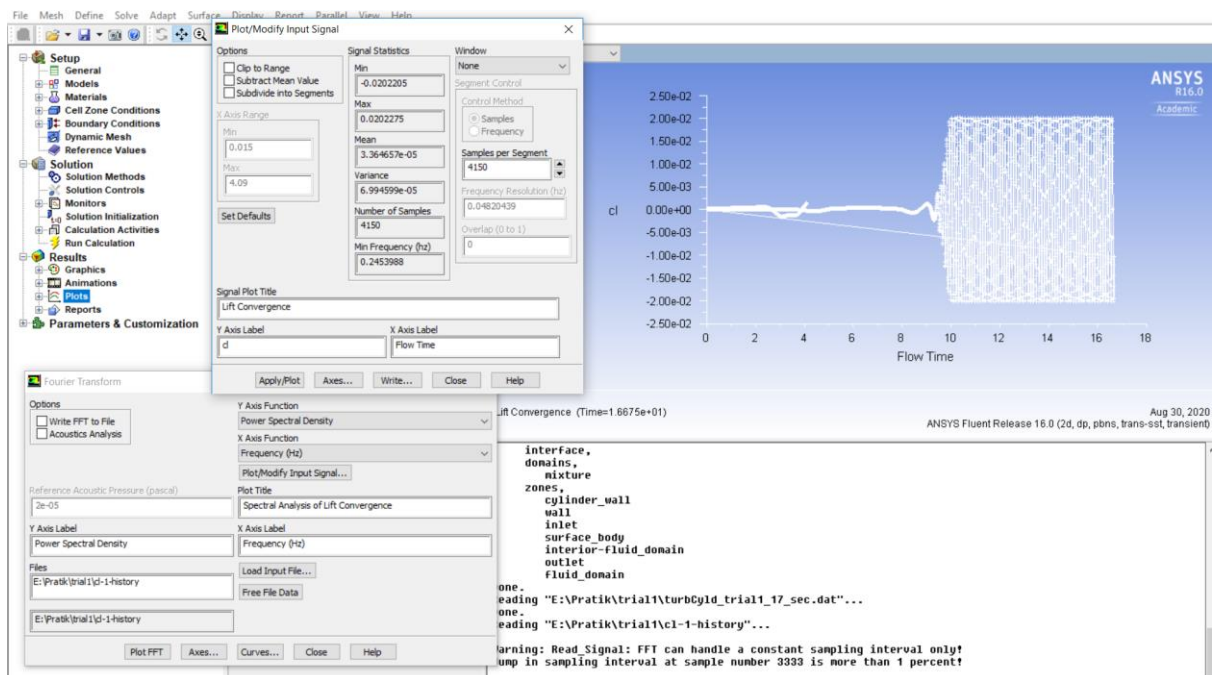 File Mesh Define Solve Adapt Surface Display Report Parallel View Help
Plot/Modify Input Signal
Options
Clip to Range
Subtract Mean Value
Subdivide into Segments
X Axis Range
Min
0.015
Max
4.09
Set Defaults
Signal Statistics
Min
-0.0202205
Max
0.0202275
Mean
3.364657e-05
Variance
6.994599e-05
Number of Samples
4150
Min Frequency (hz)
0.2453988
Window
None
Segment Control
Control Method
Samples
Frequency
Samples per Segment
4150
Frequency Resolution (hz)
0.04820439
Overlap (0 to 1)
0
Signal Plot Title
Lift Convergence
Y Axis Label
cl
X Axis Label
Flow Time
Apply/Plot Axes... Write... Close Help
Setup
General
Models
Materials
Cell Zone Conditions
Boundary Conditions
Dynamic Mesh
Reference Values
Solution
Solution Methods
Solution Controls
Monitors
Solution Initialization
Calculation Activities
Run Calculation
Results
Graphics
Animations
Plots
Reports
Parameters & Customization
ANSYS
R16.0
Academic
2.50e-02
2.00e-02
1.50e-02
1.00e-02
5.00e-03
0.00e+00
-5.00e-03
-1.00e-02
-1.50e-02
-2.00e-02
-2.50e-02
cl
0 2 4 6 8 10 12 14 16 18
Flow Time
Lift Convergence (Time=1.6675e+01)
Aug 30, 2020
ANSYS Fluent Release 16.0 (2d, dp, pbns, trans-sst, transient)
Fourier Transform
Options
Write FFT to File
Acoustics Analysis
Reference Acoustic Pressure (pascal)
2e-05
Y Axis Label
Power Spectral Density
Files
E:\Pratik\trial1\cl-1-history
E:\Pratik\trial1\cl-1-history
Y Axis Function
Power Spectral Density
X Axis Function
Frequency (Hz)
Plot/Modify Input Signal...
Plot Title
Spectral Analysis of Lift Convergence
X Axis Label
Frequency (Hz)
Load Input File...
Free File Data
Plot FFT Axes... Curves... Close Help
interface,
domains,
mixture
zones,
cylinder_wall
wall
inlet
surface_body
interior-fluid_domain
outlet
fluid_domain
one.
eading "E:\Pratik\trial1\turbCyld_trial1_17_sec.dat"...
one.
eading "E:\Pratik\trial1\cl-1-history"...
arning: Read_Signal: FFT can handle a constant sampling interval only!
ump in sampling interval at sample number 3333 is more than 1 percent!